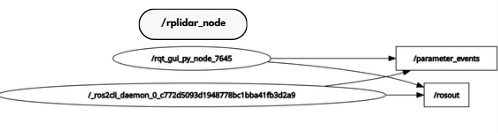 /rplidar_node
/rqt_gui_py_node_7645
/parameter_events
/_ros2cli_daemon_0_c772d5093d1948778bc1bba41fb3d2a9
/rosout